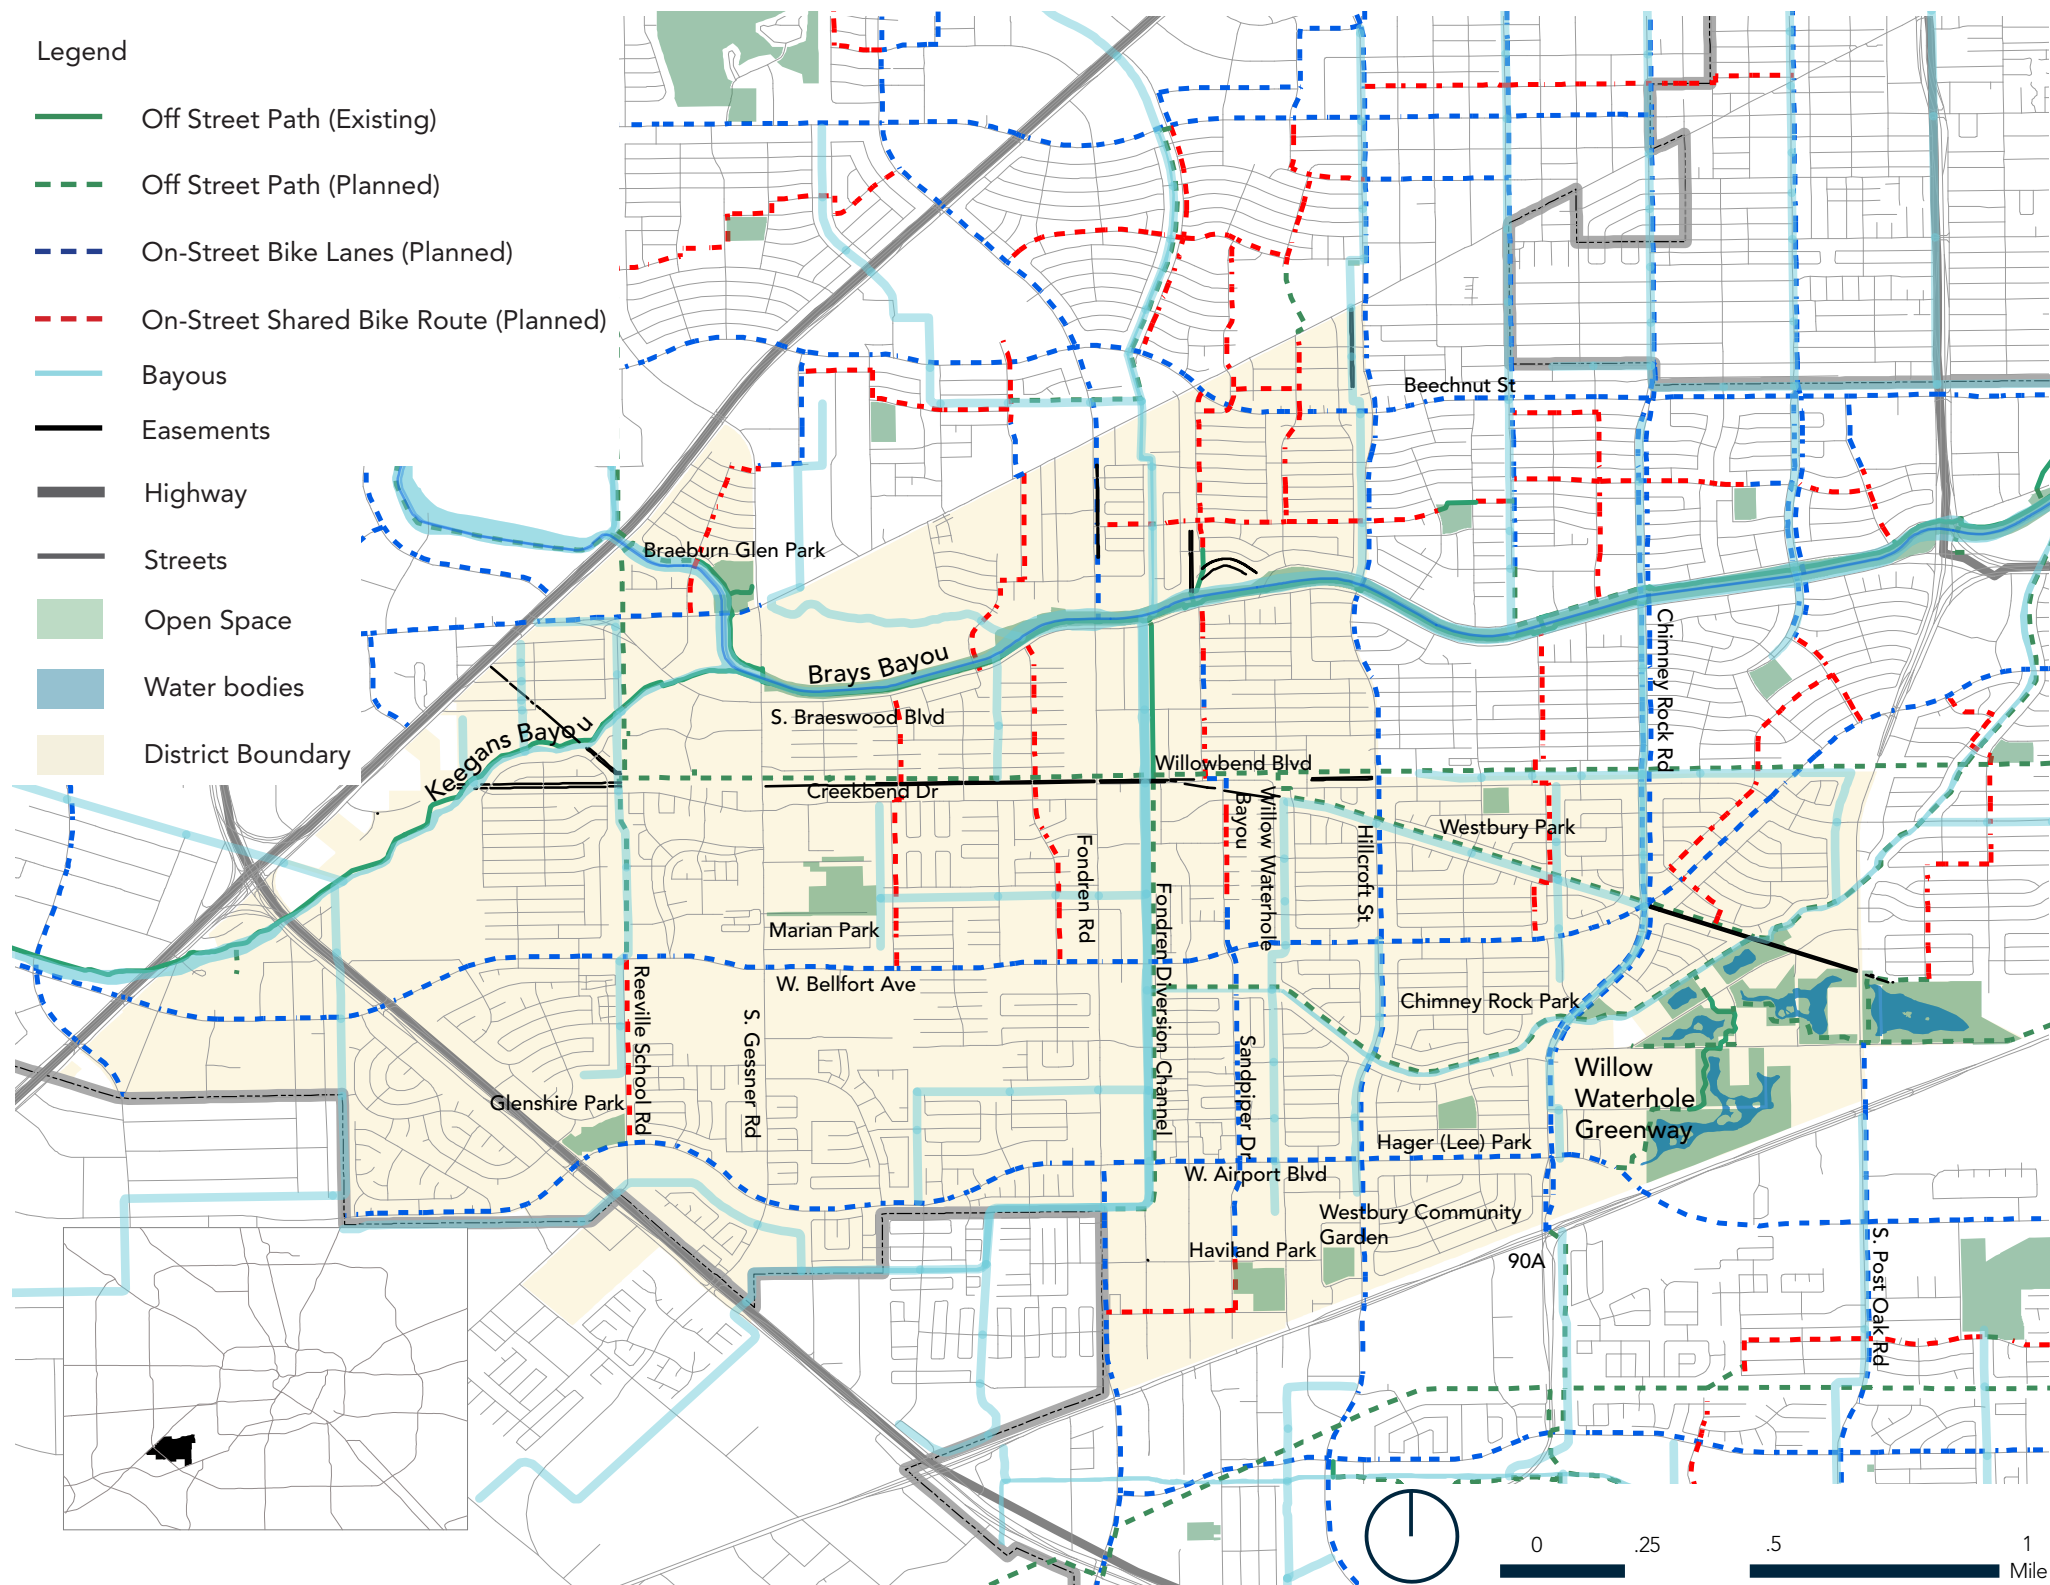 Legend
Off Street Path (Existing)
Off Street Path (Planned)
On-Street Bike Lanes (Planned)
On-Street Shared Bike Route (Planned)
Bayous
Easements
Highway
Streets
Open Space
Water bodies
District Boundary
Beechnut St
Braeburn Glen Park
Brays Bayou
S. Braeswood Blvd
Keegans Bayou
Chimney Rock Rd
Willowbend Blvd
Creekbend Dr
Westbury Park
Willow Waterhole
Bayou
Hillcroft St
Fondren Rd
Fondren Diversion Channel
Marian Park
W. Bellfort Ave
Reeville School Rd
S. Gessner Rd
Sandpiper Dr
Chimney Rock Park
Willow
Waterhole
Greenway
Glenshire Park
Hager (Lee) Park
W. Airport Blvd
Westbury Community
Garden
Haviland Park
90A
S. Post Oak Rd
0 .25 .5 1
Mile